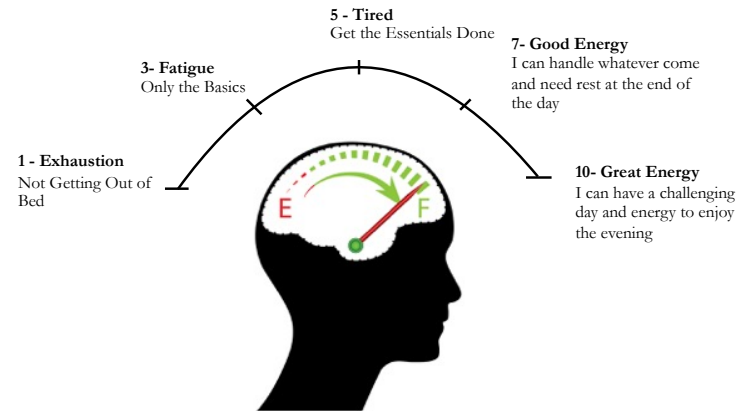 5 - Tired
Get the Essentials Done
7- Good Energy
I can handle whatever come
and need rest at the end of
the day
3- Fatigue
Only the Basics
1 - Exhaustion
Not Getting Out of
Bed
10- Great Energy
I can have a challenging
day and energy to enjoy
the evening
E
F